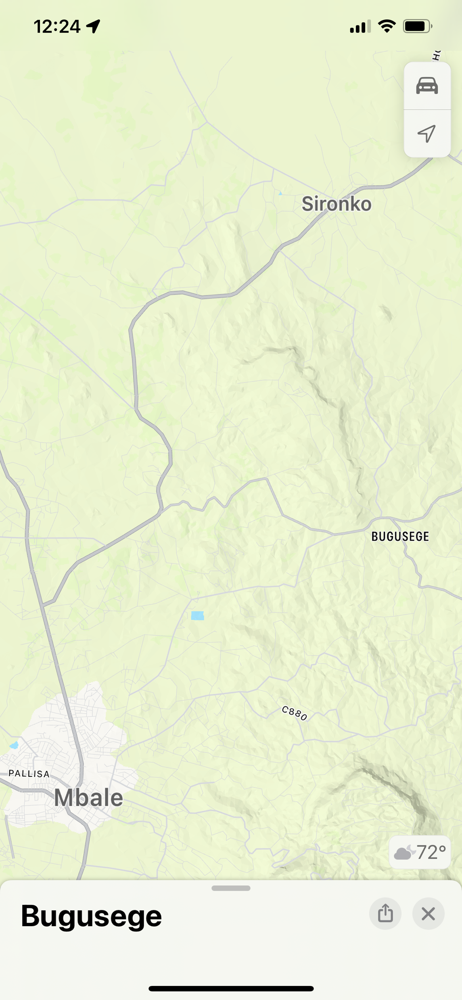 12:24
Sironko
BUGUSEGE
C880
PALLISA
Mbale
72°
Bugusege